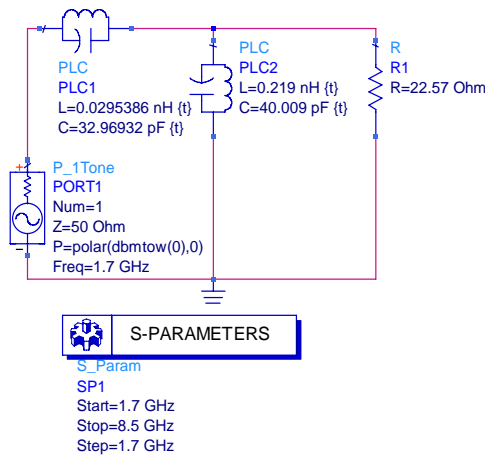 PLC
PLC1
L=0.0295386 nH {t}
C=32.96932 pF {t}
PLC
PLC2
L=0.219 nH {t}
C=40.009 pF {t}
R
R1
R=22.57 Ohm
+
P_1Tone
PORT1
Num=1
Z=50 Ohm
P=polar(dbmtow(0),0)
Freq=1.7 GHz
-
S-PARAMETERS
S_Param
SP1
Start=1.7 GHz
Stop=8.5 GHz
Step=1.7 GHz